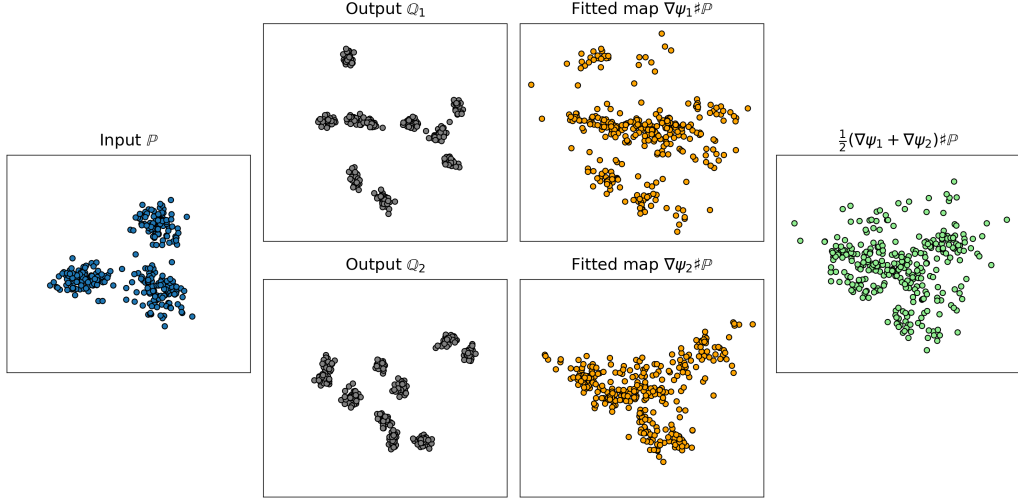 Output ℚ₁
Fitted map ∇ψ₁♯ℙ
Input ℙ
½(∇ψ₁ + ∇ψ₂)♯ℙ
Output ℚ₂
Fitted map ∇ψ₂♯ℙ